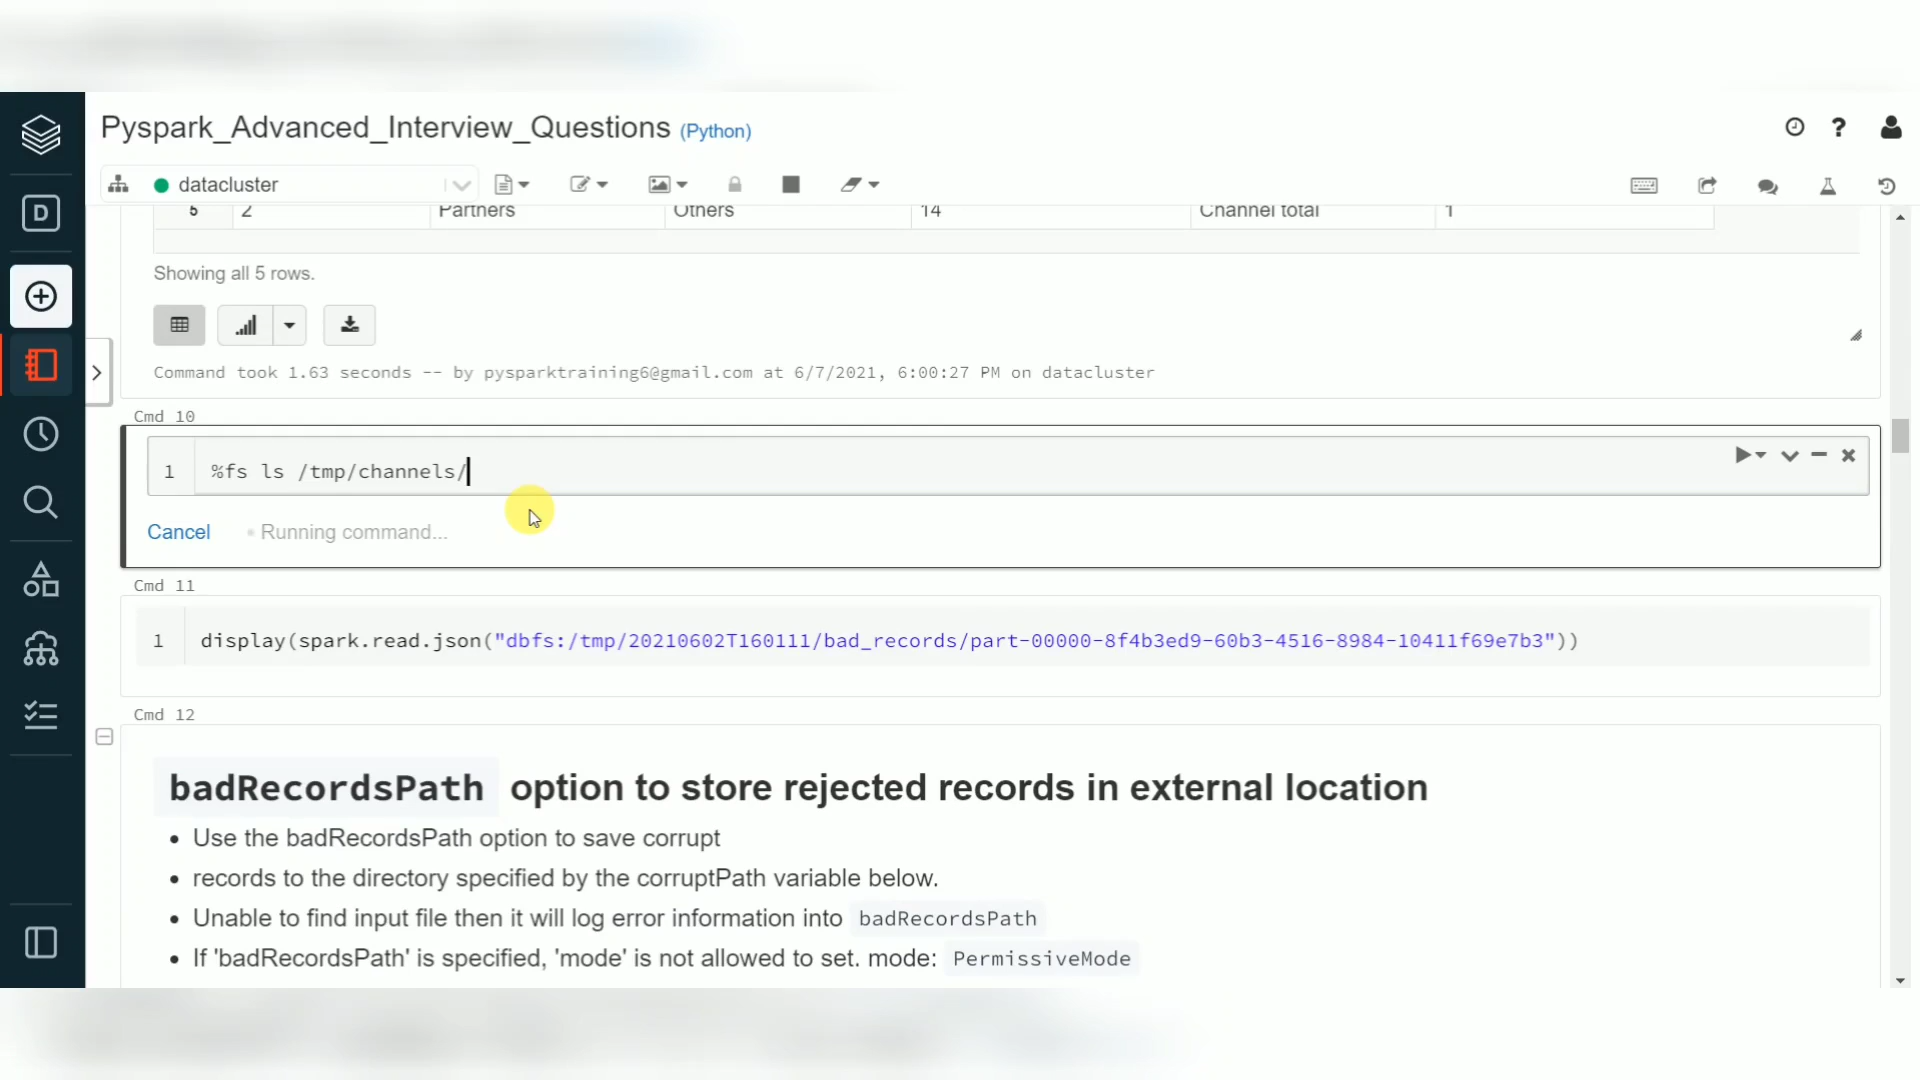 Pyspark_Advanced_Interview_Questions (Python)
datacluster
D
5 2 Partners Others 14 Channel total 1
Showing all 5 rows.
Command took 1.63 seconds -- by pysparktraining6@gmail.com at 6/7/2021, 6:00:27 PM on datacluster
Cmd 10
1 %fs ls /tmp/channels/
Cancel Running command...
Cmd 11
1 display(spark.read.json("dbfs:/tmp/20210602T160111/bad_records/part-00000-8f4b3ed9-60b3-4516-8984-10411f69e7b3"))
Cmd 12
badRecordsPath option to store rejected records in external location
• Use the badRecordsPath option to save corrupt
• records to the directory specified by the corruptPath variable below.
• Unable to find input file then it will log error information into badRecordsPath
• If 'badRecordsPath' is specified, 'mode' is not allowed to set. mode: PermissiveMode